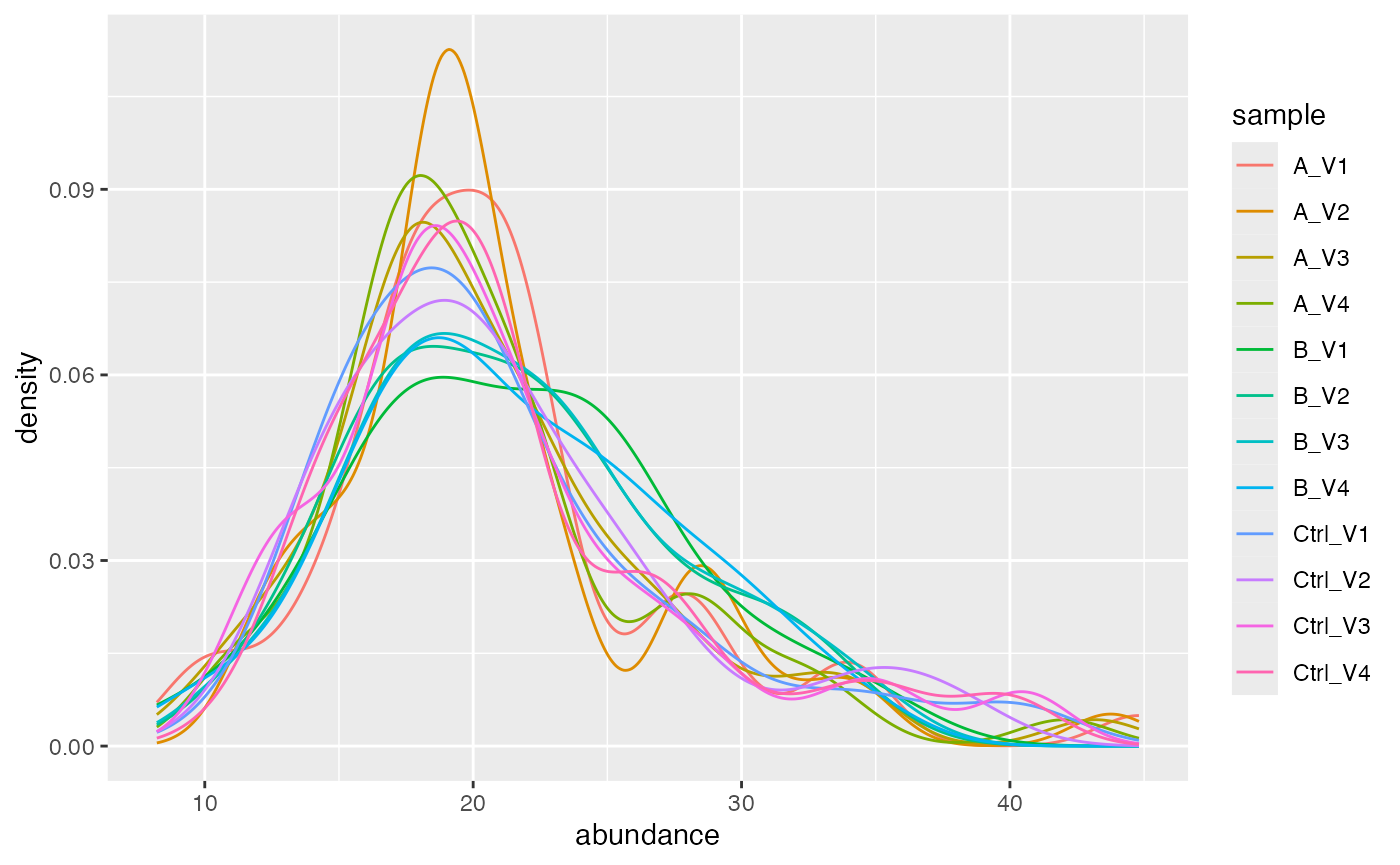 density
0.09
0.06
0.03
0.00
10 20 30 40
abundance
sample
A_V1
A_V2
A_V3
A_V4
B_V1
B_V2
B_V3
B_V4
Ctrl_V1
Ctrl_V2
Ctrl_V3
Ctrl_V4